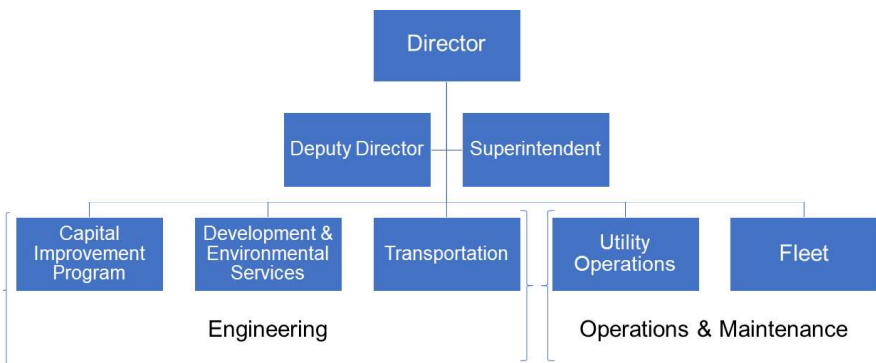 Director
Deputy Director
Superintendent
Capital
Improvement
Program
Development &
Environmental
Services
Transportation
Utility
Operations
Fleet
Engineering
Operations & Maintenance